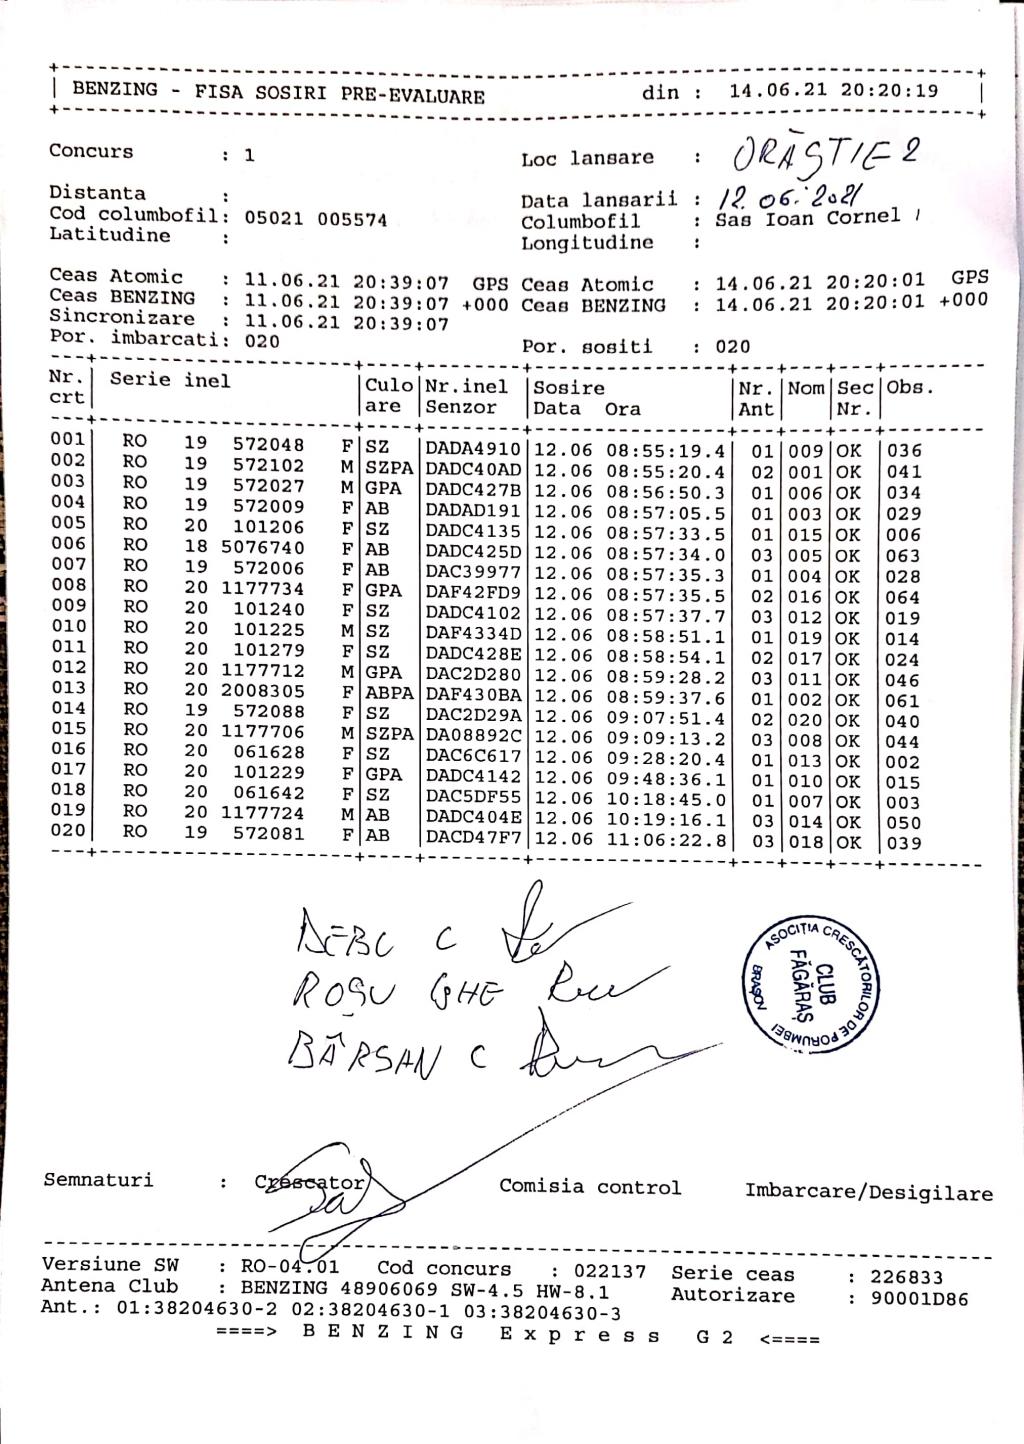 BENZING - FISA SOSIRI PRE-EVALUARE din : 14.06.21 20:20:19
Concurs : 1 Loc lansare : ORĂȘTIE 2
Distanta : Data lansarii : 12.06.2021
Cod columbofil: 05021 005574 Columbofil : Sas Ioan Cornel
Latitudine : Longitudine :
Ceas Atomic : 11.06.21 20:39:07 GPS Ceas Atomic : 14.06.21 20:20:01 GPS
Ceas BENZING : 11.06.21 20:39:07 +000 Ceas BENZING : 14.06.21 20:20:01 +000
Sincronizare : 11.06.21 20:39:07
Por. imbarcati: 020 Por. sositi : 020
Nr. Serie inel Culo Nr.inel Sosire Nr. Nom Sec Obs.
crt are Senzor Data Ora Ant Nr.
001 RO 19 572048 F SZ DADA4910 12.06 08:55:19.4 01 009 OK 036
002 RO 19 572102 M SZPA DADC40AD 12.06 08:55:20.4 02 001 OK 041
003 RO 19 572027 M GPA DADC427B 12.06 08:56:50.3 01 006 OK 034
004 RO 19 572009 F AB DADAD191 12.06 08:57:05.5 01 003 OK 029
005 RO 20 101206 F SZ DADC4135 12.06 08:57:33.5 01 015 OK 006
006 RO 18 5076740 F AB DADC425D 12.06 08:57:34.0 03 005 OK 063
007 RO 19 572006 F AB DAC39977 12.06 08:57:35.3 01 004 OK 028
008 RO 20 1177734 F GPA DAF42FD9 12.06 08:57:35.5 02 016 OK 064
009 RO 20 101240 F SZ DADC4102 12.06 08:57:37.7 03 012 OK 019
010 RO 20 101225 M SZ DAF4334D 12.06 08:58:51.1 01 019 OK 014
011 RO 20 101279 F SZ DADC428E 12.06 08:58:54.1 02 017 OK 024
012 RO 20 1177712 M GPA DAC2D280 12.06 08:59:28.2 03 011 OK 046
013 RO 20 2008305 F ABPA DAF430BA 12.06 08:59:37.6 01 002 OK 061
014 RO 19 572088 F SZ DAC2D29A 12.06 09:07:51.4 02 020 OK 040
015 RO 20 1177706 M SZPA DA08892C 12.06 09:09:13.2 03 008 OK 044
016 RO 20 061628 F SZ DAC6C617 12.06 09:28:20.4 01 013 OK 002
017 RO 20 101229 F GPA DADC4142 12.06 09:48:36.1 01 010 OK 015
018 RO 20 061642 F SZ DAC5DF55 12.06 10:18:45.0 01 007 OK 003
019 RO 20 1177724 M AB DADC404E 12.06 10:19:16.1 03 014 OK 050
020 RO 19 572081 F AB DACD47F7 12.06 11:06:22.8 03 018 OK 039
C
ROȘU GHE
BÂRSAN C
ASOCIȚIA CRESCĂTORILOR DE PORUMBEI
BRAȘOV
CLUB
FĂGĂRAȘ
Semnaturi : Crescator Comisia control Imbarcare/Desigilare
Versiune SW : RO-04.01 Cod concurs : 022137 Serie ceas : 226833
Antena Club : BENZING 48906069 SW-4.5 HW-8.1 Autorizare : 90001D86
Ant.: 01:38204630-2 02:38204630-1 03:38204630-3
====> B E N Z I N G E x p r e s s G 2 <====